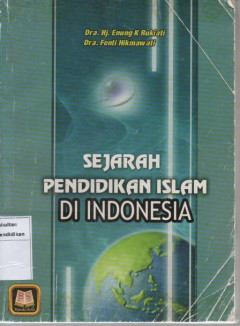 Dra. Hj. Enung K Rukiati
Dra. Fenti Hikmawati
SEJARAH
PENDIDIKAN ISLAM
DI INDONESIA